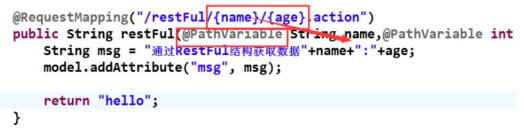 @RequestMapping("/restFul/{name}/{age}.action")
public String restFul(@PathVariable String name,@PathVariable int
String msg = "通过RestFul结构获取数据"+name+":"+age;
model.addAttribute("msg", msg);
return "hello";
}